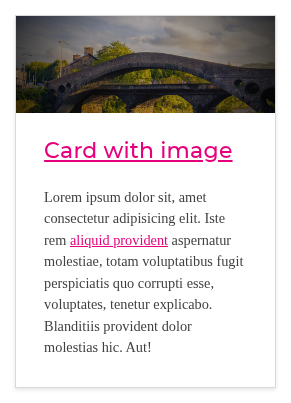 Card with image
Lorem ipsum dolor sit, amet
consectetur adipisicing elit. Iste
rem aliquid provident aspernatur
molestiae, totam voluptatibus fugit
perspiciatis quo corrupti esse,
voluptates, tenetur explicabo.
Blanditiis provident dolor
molestias hic. Aut!